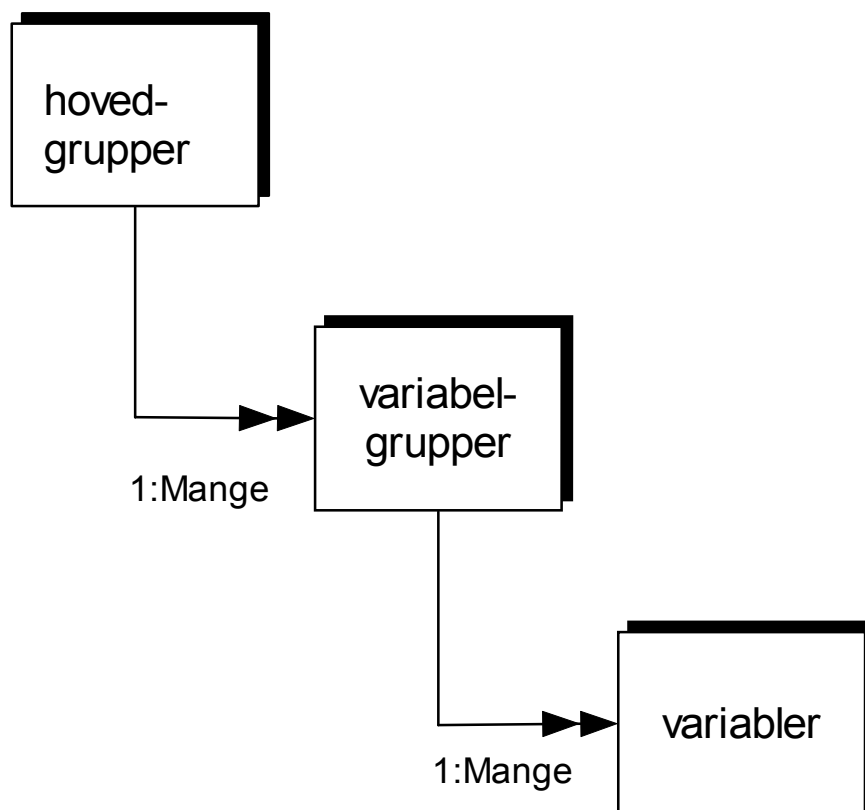 hoved-
grupper
variabel-
grupper
1:Mange
variabler
1:Mange